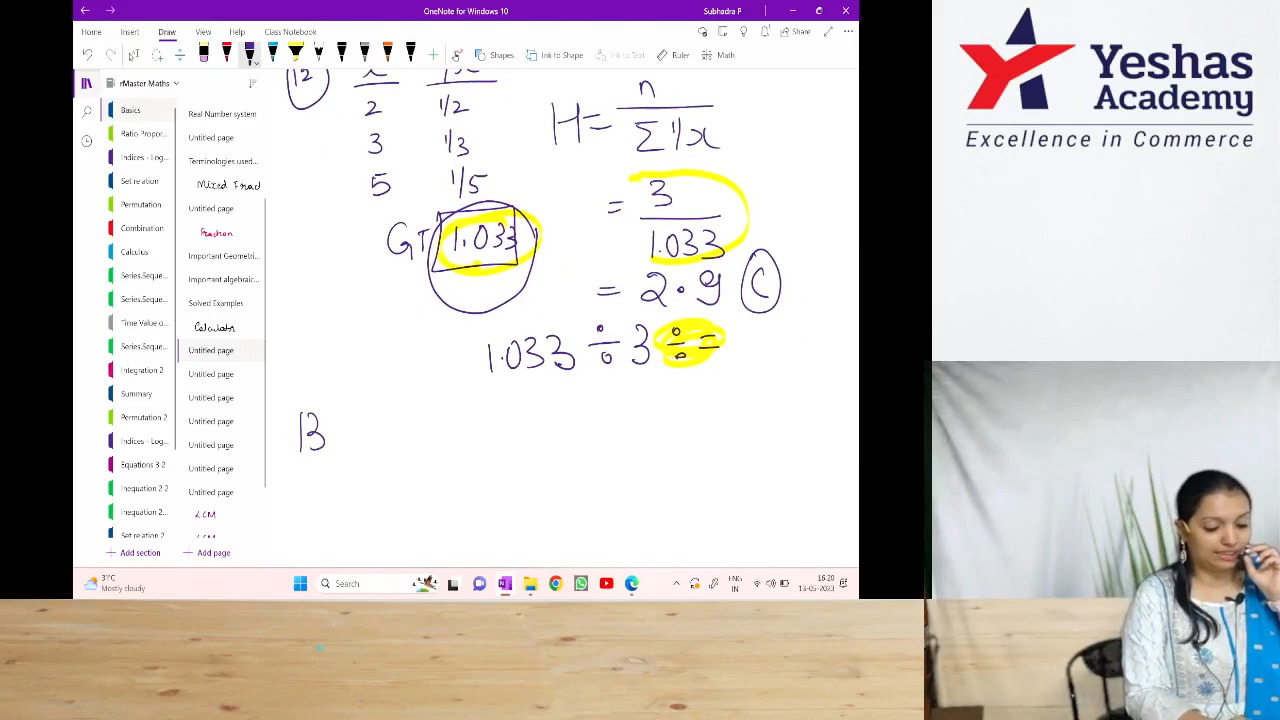 OneNote for Windows 10
Subhadra P
Home Insert Draw View Help Class Notebook
Share
Shapes Ink to Shape Ink to Text Ruler Math
rMaster Maths
Basics
Ratio Propor...
Indices - Log...
Set relation
Permutation
Combination
Calculus
Series.Seque...
Series.Seque...
Time Value o...
Series.Seque...
Integration 2
Summary
Permutation 2
Indices - Log...
Equations 3 2
Inequation 2 2
Inequation 2...
Set relation 2
Add section
Real Number system
Untitled page
Terminologies used...
Mixed Frad
Untitled page
Fraction
Important Geometri...
Important algebraic...
Solved Examples
Calculator
Untitled page
Untitled page
Untitled page
Untitled page
Untitled page
Untitled page
Untitled page
LCM
Add page
12
2 1/2
3 1/3
5 1/5
GT 1.033
H = n / Σ 1/x
= 3 / 1.033
= 2.9 C
1.033 ÷ 3 ÷ =
13
31°C
Mostly cloudy
Search
ENG
IN
16:20
13-05-2023
Yeshas
Academy
Excellence in Commerce